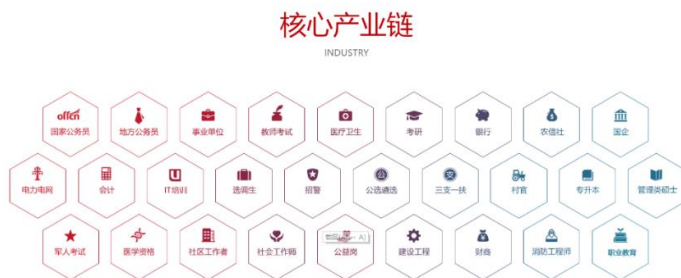 核心产业链
INDUSTRY
offcn
国家公务员
地方公务员
事业单位
教师考试
医疗卫生
考研
银行
农信社
国企
电力电网
会计
IT培训
选调生
招警
公选遴选
三支一扶
村官
专升本
管理类硕士
军人考试
医学资格
社区工作者
社会工作师
公益岗
建设工程
财商
消防工程师
职业教育